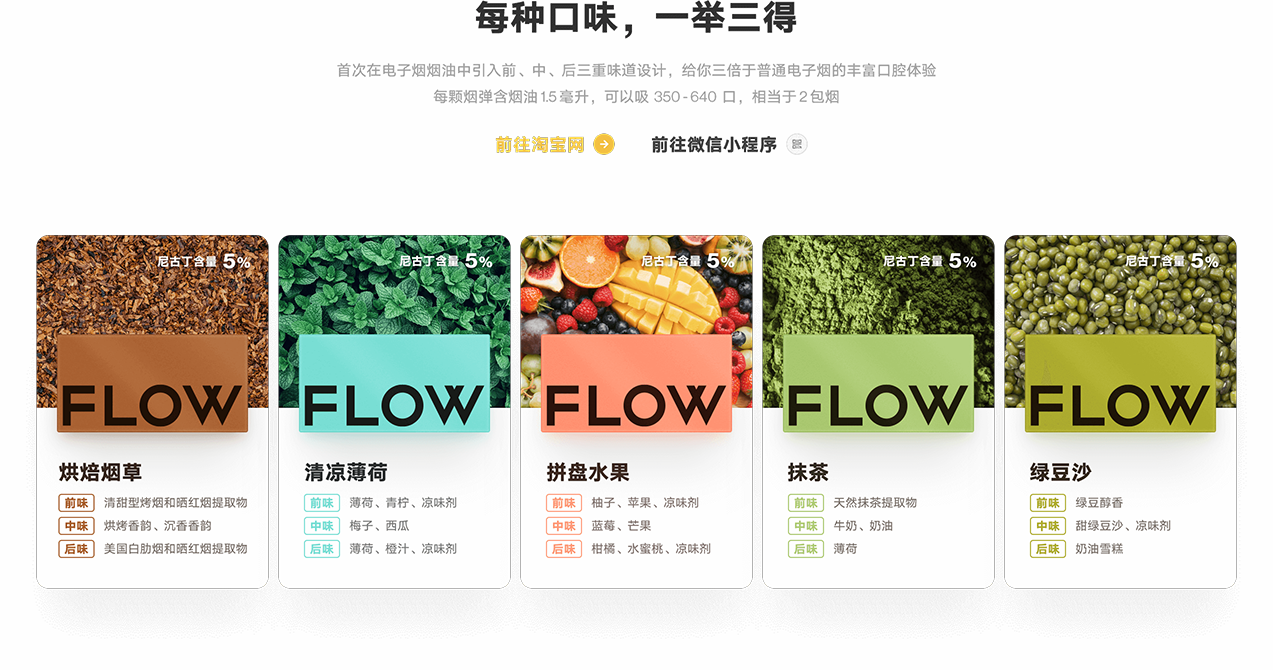 每种口味，一举三得
首次在电子烟烟油中引入前、中、后三重味道设计，给你三倍于普通电子烟的丰富口腔体验
每颗烟弹含烟油1.5毫升，可以吸 350-640 口，相当于2包烟
前往淘宝网
前往微信小程序
尼古丁含量 5%
FLOW
烘焙烟草
前味 清甜型烤烟和晒红烟提取物
中味 烘烤香韵、沉香香韵
后味 美国白肋烟和晒红烟提取物
尼古丁含量 5%
FLOW
清凉薄荷
前味 薄荷、青柠、凉味剂
中味 梅子、西瓜
后味 薄荷、橙汁、凉味剂
尼古丁含量 5%
FLOW
拼盘水果
前味 柚子、苹果、凉味剂
中味 蓝莓、芒果
后味 柑橘、水蜜桃、凉味剂
尼古丁含量 5%
FLOW
抹茶
前味 天然抹茶提取物
中味 牛奶、奶油
后味 薄荷
尼古丁含量 5%
FLOW
绿豆沙
前味 绿豆醇香
中味 甜绿豆沙、凉味剂
后味 奶油雪糕